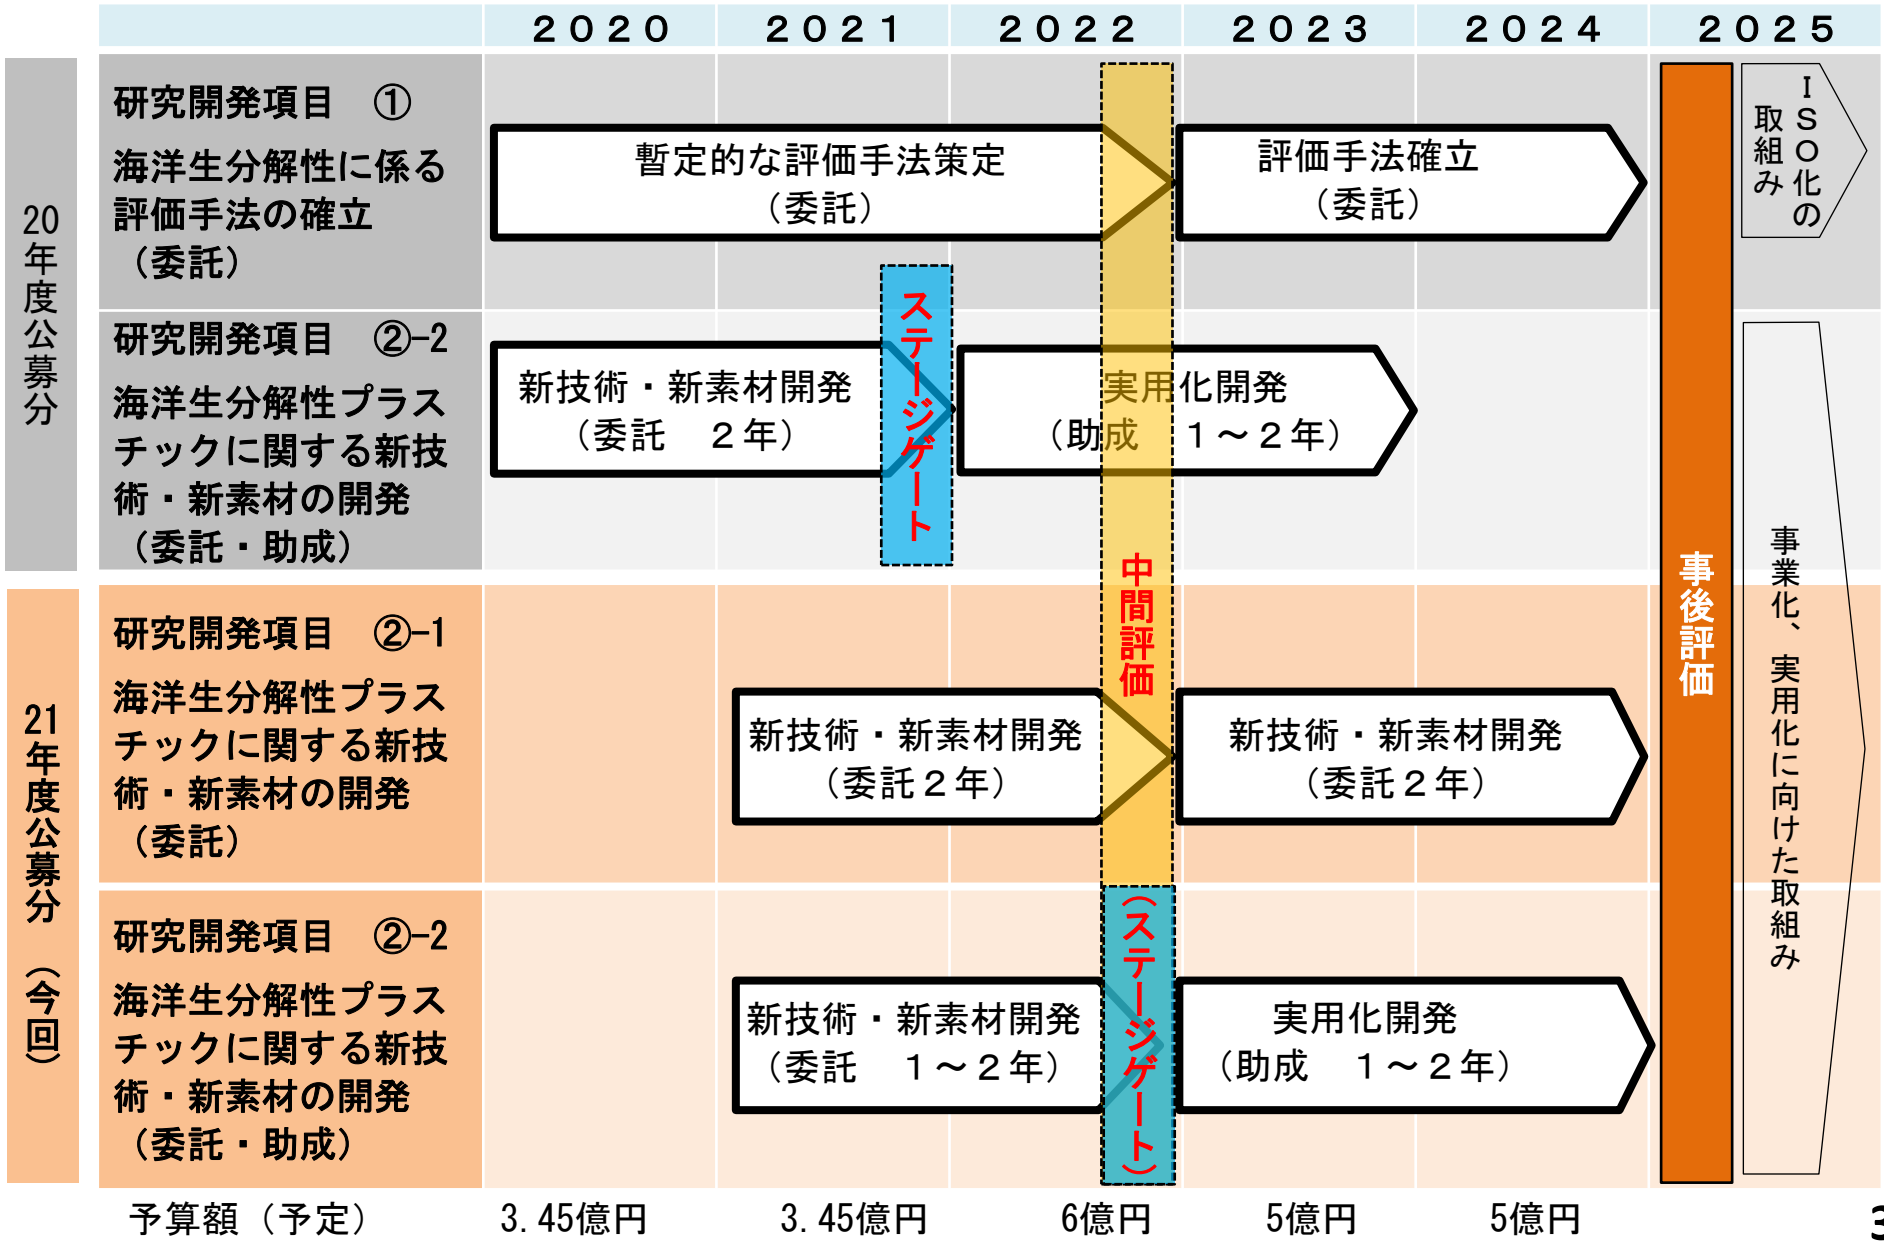 ２０２０ ２０２１ ２０２２ ２０２３ ２０２４ ２０２５
20年度公募分
研究開発項目　①
海洋生分解性に係る
評価手法の確立
（委託）
暫定的な評価手法策定
（委託）
評価手法確立
（委託）
ISO化の
取組み
研究開発項目　②-2
海洋生分解性プラス
チックに関する新技
術・新素材の開発
（委託・助成）
新技術・新素材開発
（委託　２年）
ステージゲート
実用化開発
（助成　１～２年）
中間評価
事後評価
事業化、実用化に向けた取組み
21年度公募分　（今回）
研究開発項目　②-1
海洋生分解性プラス
チックに関する新技
術・新素材の開発
（委託）
新技術・新素材開発
（委託２年）
新技術・新素材開発
（委託２年）
研究開発項目　②-2
海洋生分解性プラス
チックに関する新技
術・新素材の開発
（委託・助成）
新技術・新素材開発
（委託　１～２年）
（ステージゲート）
実用化開発
（助成　１～２年）
予算額（予定） 3.45億円 3.45億円 6億円 5億円 5億円
3